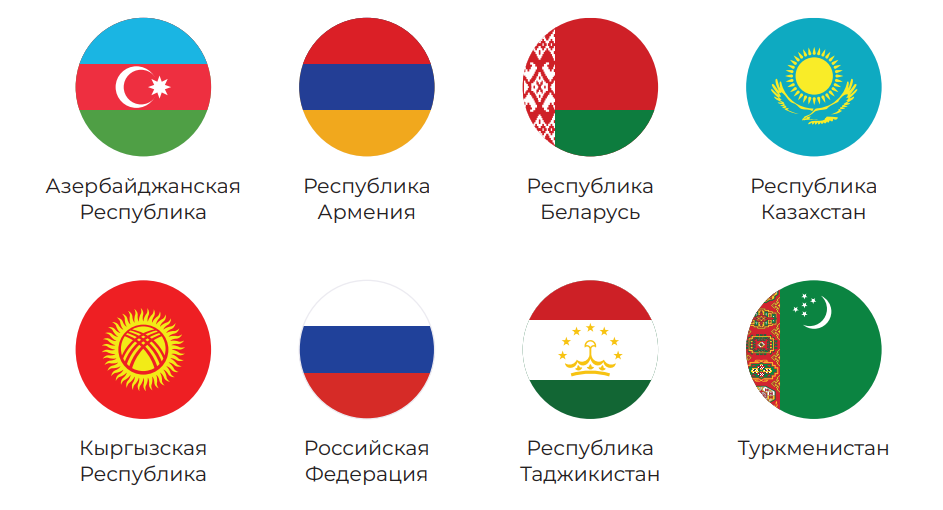 Азербайджанская
Республика
Республика
Армения
Республика
Беларусь
Республика
Казахстан
Кыргызская
Республика
Российская
Федерация
Республика
Таджикистан
Туркменистан